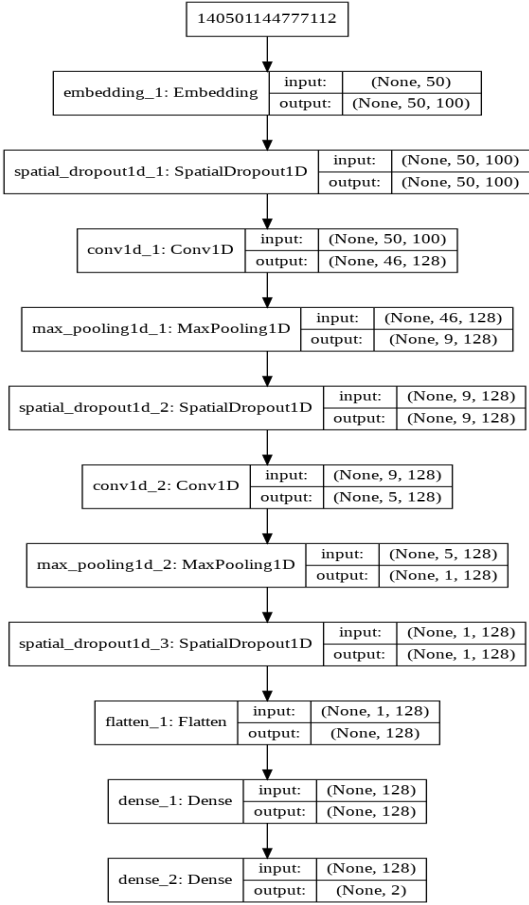 140501144777112
embedding_1: Embedding input: (None, 50)
output: (None, 50, 100)
spatial_dropout1d_1: SpatialDropout1D input: (None, 50, 100)
output: (None, 50, 100)
conv1d_1: Conv1D input: (None, 50, 100)
output: (None, 46, 128)
max_pooling1d_1: MaxPooling1D input: (None, 46, 128)
output: (None, 9, 128)
spatial_dropout1d_2: SpatialDropout1D input: (None, 9, 128)
output: (None, 9, 128)
conv1d_2: Conv1D input: (None, 9, 128)
output: (None, 5, 128)
max_pooling1d_2: MaxPooling1D input: (None, 5, 128)
output: (None, 1, 128)
spatial_dropout1d_3: SpatialDropout1D input: (None, 1, 128)
output: (None, 1, 128)
flatten_1: Flatten input: (None, 1, 128)
output: (None, 128)
dense_1: Dense input: (None, 128)
output: (None, 128)
dense_2: Dense input: (None, 128)
output: (None, 2)